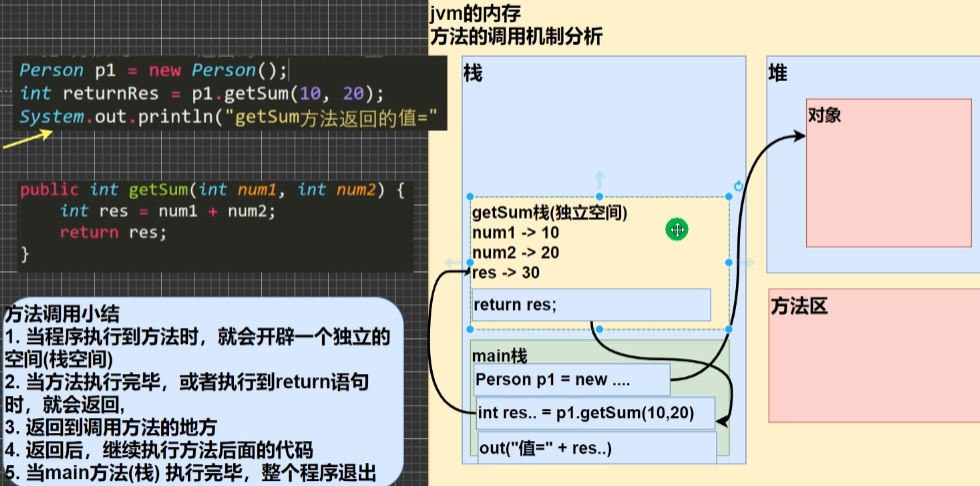 Person p1 = new Person();
int returnRes = p1.getSum(10, 20);
System.out.println("getSum方法返回的值="
public int getSum(int num1, int num2) {
int res = num1 + num2;
return res;
}
方法调用小结
1. 当程序执行到方法时，就会开辟一个独立的
空间(栈空间)
2. 当方法执行完毕，或者执行到return语句
时，就会返回,
3. 返回到调用方法的地方
4. 返回后，继续执行方法后面的代码
5. 当main方法(栈) 执行完毕，整个程序退出
jvm的内存
方法的调用机制分析
栈
getSum栈(独立空间)
num1 -> 10
num2 -> 20
res -> 30
return res;
main栈
Person p1 = new ....
int res.. = p1.getSum(10,20)
out("值=" + res..)
堆
对象
方法区